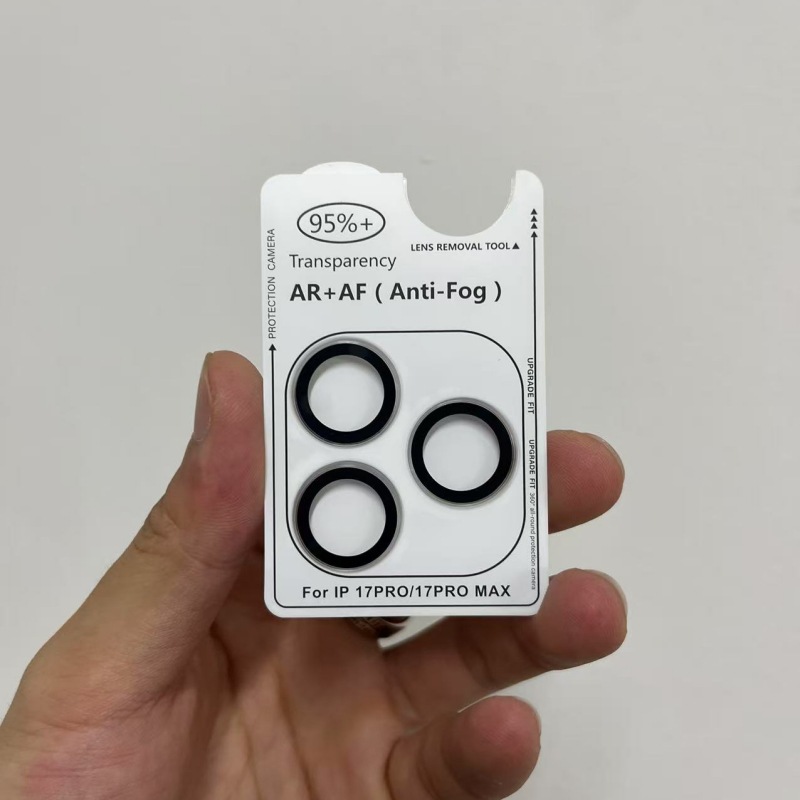 95%+
Transparency
LENS REMOVAL TOOL▲
AR+AF ( Anti-Fog )
PROTECTION CAMERA
UPGRADE FIT
UPGRADE FIT 360° all-round protection camera
For IP 17PRO/17PRO MAX